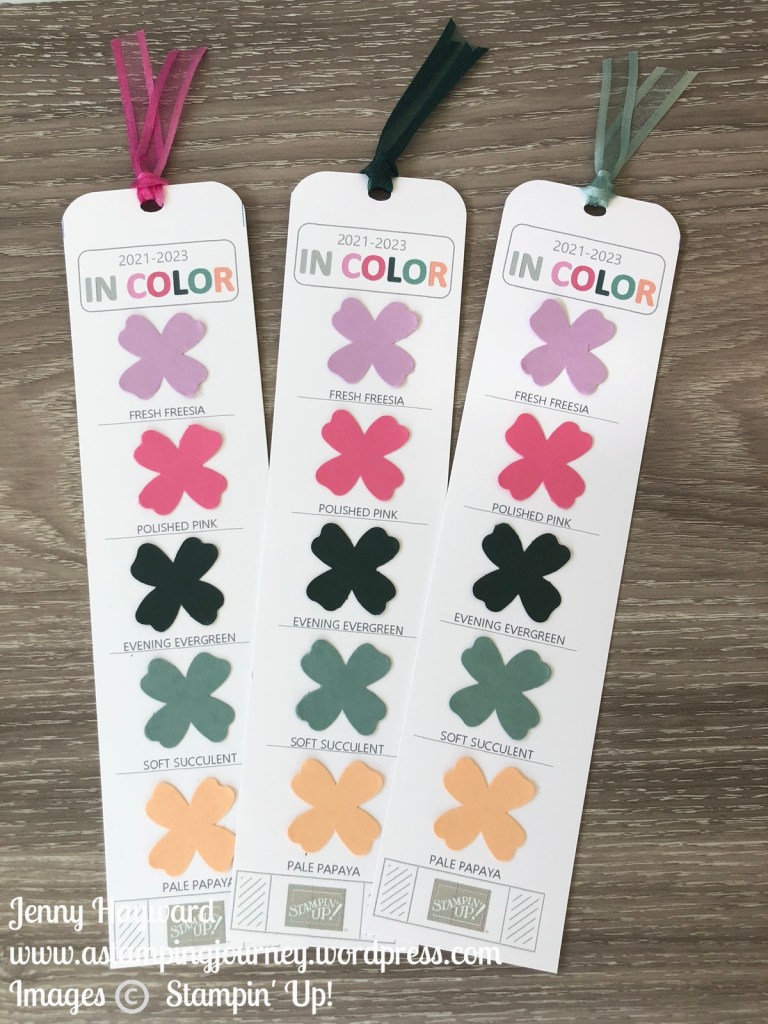 2021-2023
IN COLOR
FRESH FREESIA
POLISHED PINK
EVENING EVERGREEN
SOFT SUCCULENT
PALE PAPAYA
STAMPIN' UP!
2021-2023
IN COLOR
FRESH FREESIA
POLISHED PINK
EVENING EVERGREEN
SOFT SUCCULENT
PALE PAPAYA
STAMPIN' UP!
2021-2023
IN COLOR
FRESH FREESIA
POLISHED PINK
EVENING EVERGREEN
SOFT SUCCULENT
PALE PAPAYA
STAMPIN' UP!
Jenny Hayward
www.astampingjourney.wordpress.com
Images © Stampin' Up!